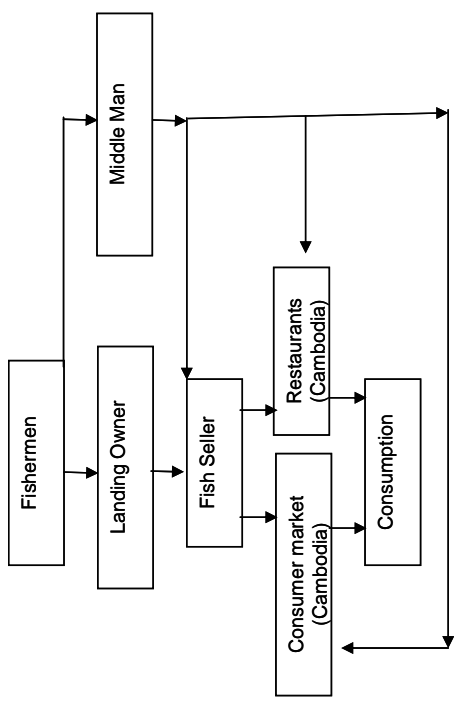 Fishermen
Middle Man
Landing Owner
Fish Seller
Restaurants
(Cambodia)
Consumer market
(Cambodia)
Consumption